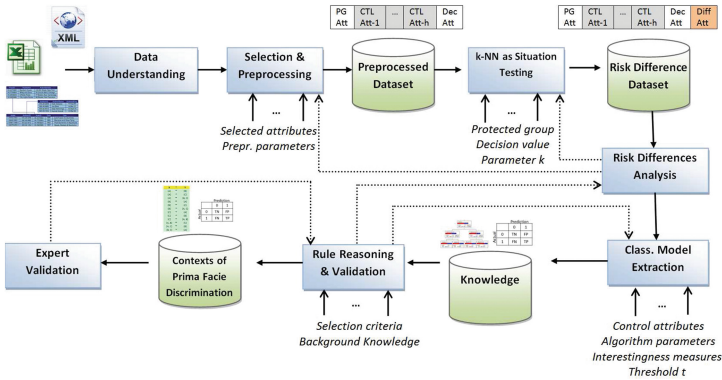 XML
PG Att
CTL Att-1
...
CTL Att-h
Dec Att
PG Att
CTL Att-1
...
CTL Att-h
Dec Att
Diff Att
Data Understanding
Selection & Preprocessing
Preprocessed Dataset
k-NN as Situation Testing
Risk Difference Dataset
...
Selected attributes
Prepr. parameters
...
Protected group
Decision value
Parameter k
Risk Differences Analysis
Expert Validation
Prediction
0 1
0 FN FP
1 FN TP
Contexts of Prima Facie Discrimination
Rule Reasoning & Validation
Prediction
0 1
0 FN FP
1 FN TP
Knowledge
Class. Model Extraction
...
Selection criteria
Background Knowledge
...
Control attributes
Algorithm parameters
Interestingness measures
Threshold t